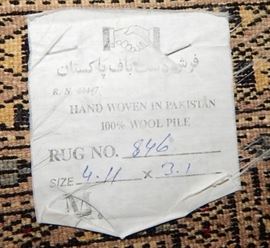 فرش دست باف پاکستان
R. N. 44447
HAND WOVEN IN PAKISTAN
100% WOOL PILE
RUG NO. 846
SIZE 4.11 x 3.1